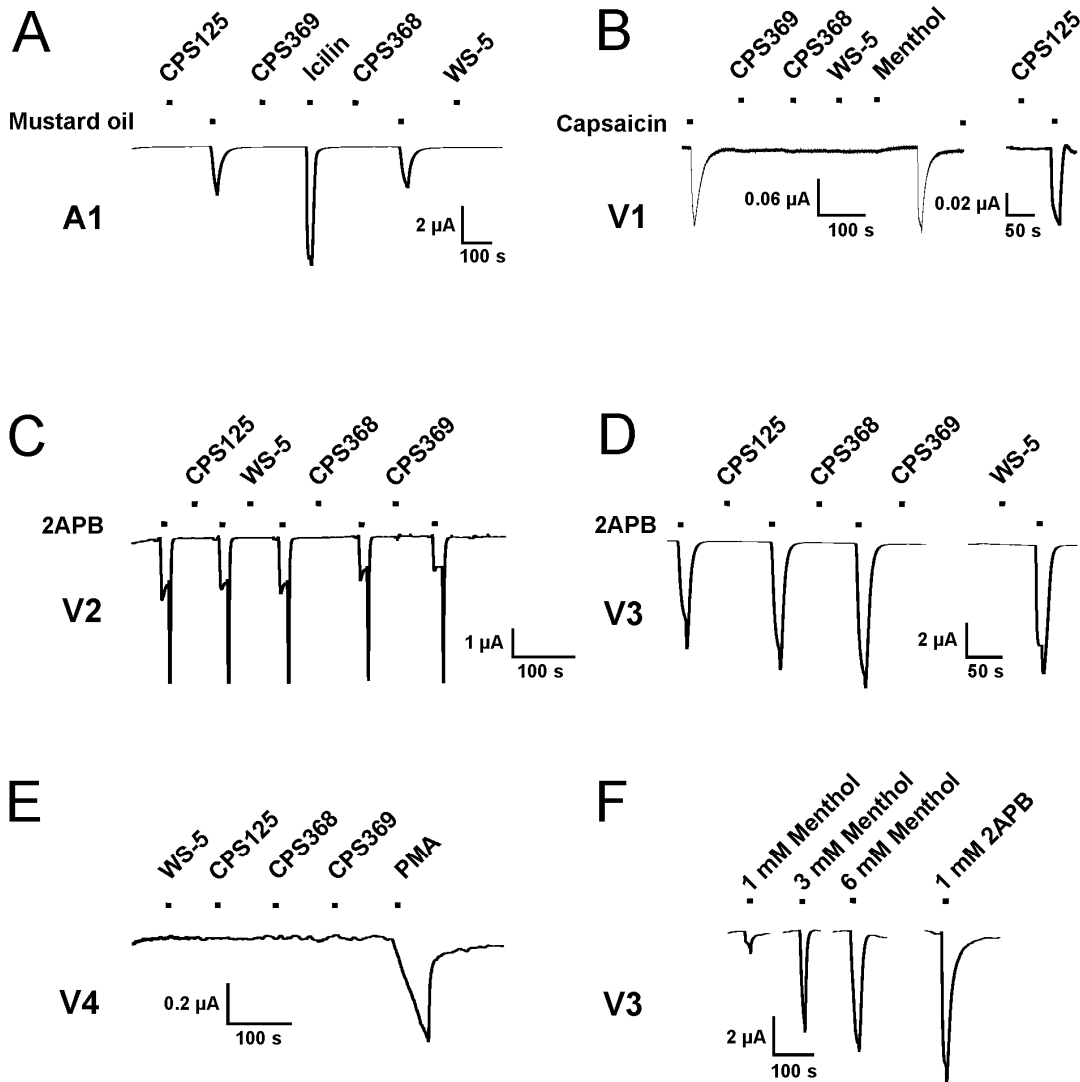 A
CPS125
CPS369
Icilin
CPS368
WS-5
Mustard oil
A1
2 µA
100 s
B
CPS369
CPS368
WS-5
Menthol
CPS125
Capsaicin
V1
0.06 µA
100 s
0.02 µA
50 s
C
CPS125
WS-5
CPS368
CPS369
2APB
V2
1 µA
100 s
D
CPS125
CPS368
CPS369
WS-5
2APB
V3
2 µA
50 s
E
WS-5
CPS125
CPS368
CPS369
PMA
V4
0.2 µA
100 s
F
1 mM Menthol
3 mM Menthol
6 mM Menthol
1 mM 2APB
V3
2 µA
100 s